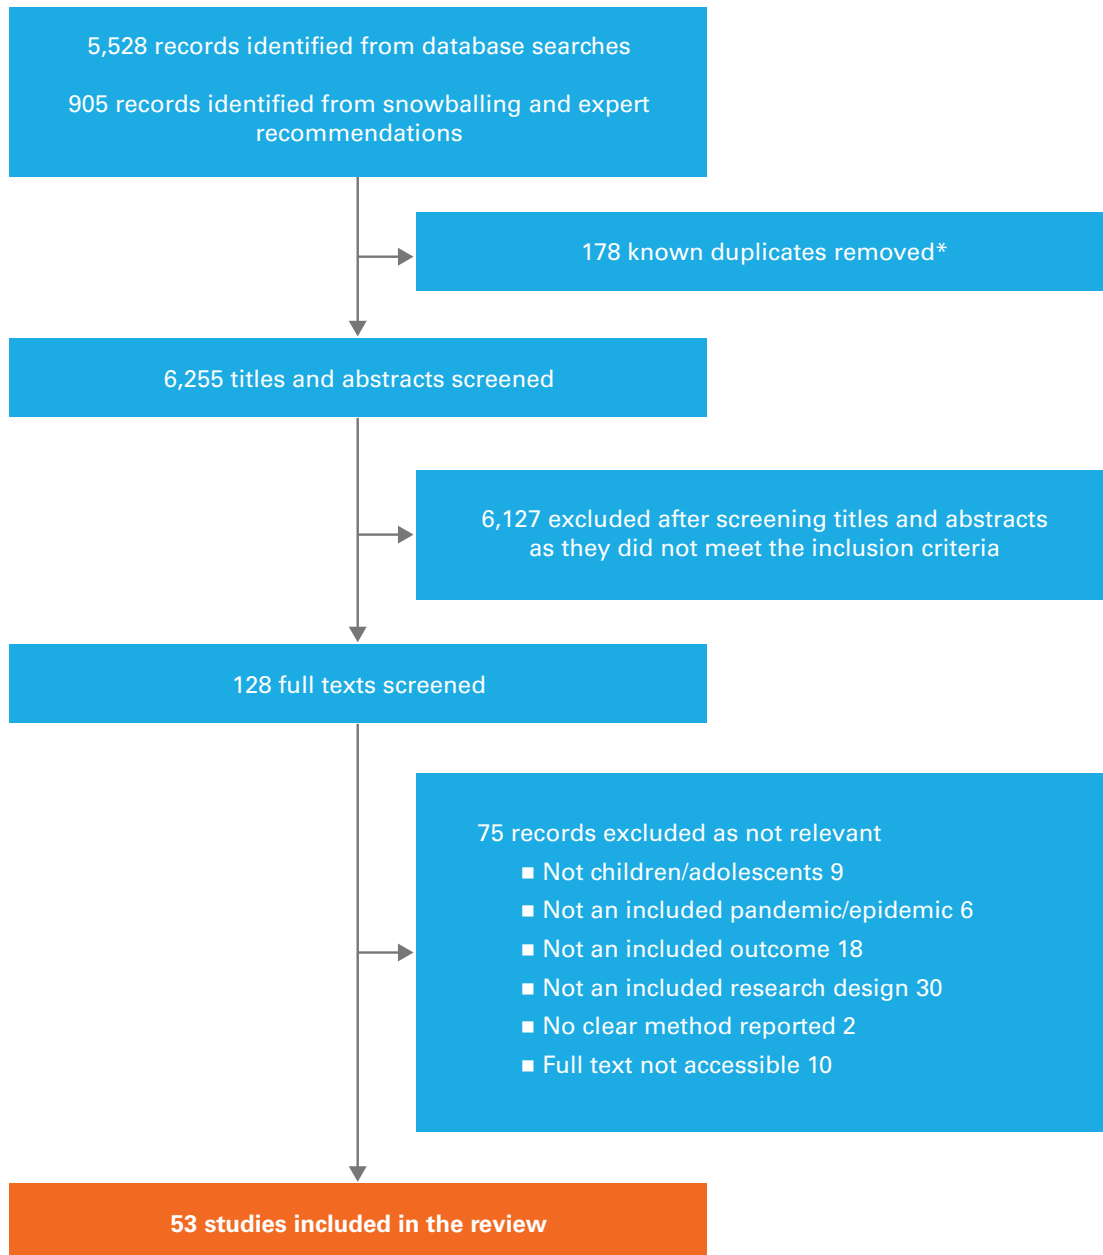 5,528 records identified from database searches
905 records identified from snowballing and expert
recommendations
178 known duplicates removed*
6,255 titles and abstracts screened
6,127 excluded after screening titles and abstracts
as they did not meet the inclusion criteria
128 full texts screened
75 records excluded as not relevant
■ Not children/adolescents 9
■ Not an included pandemic/epidemic 6
■ Not an included outcome 18
■ Not an included research design 30
■ No clear method reported 2
■ Full text not accessible 10
53 studies included in the review